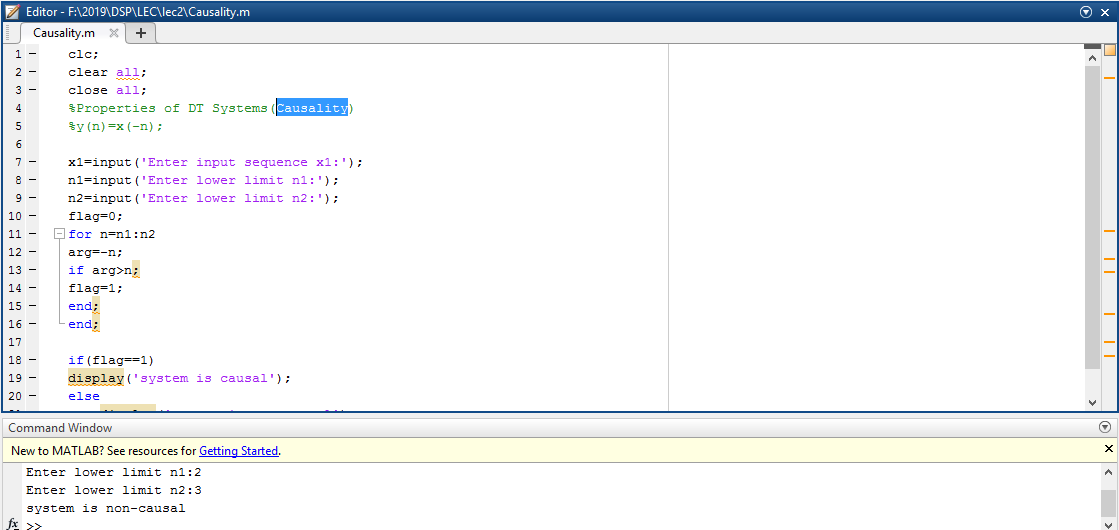 Editor - F:\2019\DSP\LEC\lec2\Causality.m
Causality.m
1 clc;
2 clear all;
3 close all;
4 %Properties of DT Systems(Causality)
5 %y(n)=x(-n);
6
7 x1=input('Enter input sequence x1:');
8 n1=input('Enter lower limit n1:');
9 n2=input('Enter lower limit n2:');
10 flag=0;
11 for n=n1:n2
12 arg=-n;
13 if arg>n;
14 flag=1;
15 end;
16 end;
17
18 if(flag==1)
19 display('system is causal');
20 else
Command Window
New to MATLAB? See resources for Getting Started.
Enter lower limit n1:2
Enter lower limit n2:3
system is non-causal
fx >>